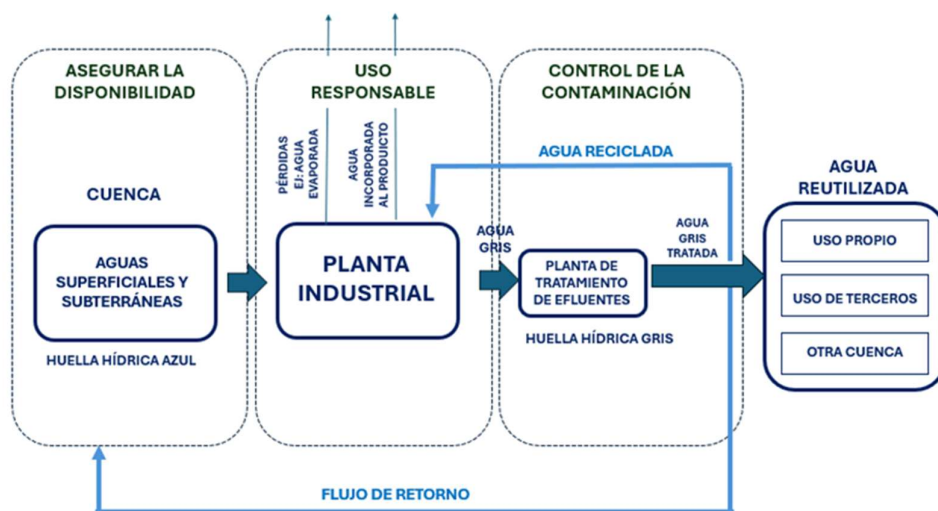 ASEGURAR LA
DISPONIBILIDAD
CUENCA
AGUAS
SUPERFICIALES Y
SUBTERRÁNEAS
HUELLA HÍDRICA AZUL
USO
RESPONSABLE
PÉRDIDAS
EJ: AGUA
EVAPORADA
AGUA
INCORPORADA
AL PRODUICTO
PLANTA
INDUSTRIAL
AGUA
GRIS
CONTROL DE LA
CONTAMINACIÓN
AGUA RECICLADA
PLANTA DE
TRATAMIENTO
DE EFLUENTES
HUELLA HÍDRICA GRIS
AGUA
GRIS
TRATADA
AGUA
REUTILIZADA
USO PROPIO
USO DE TERCEROS
OTRA CUENCA
FLUJO DE RETORNO